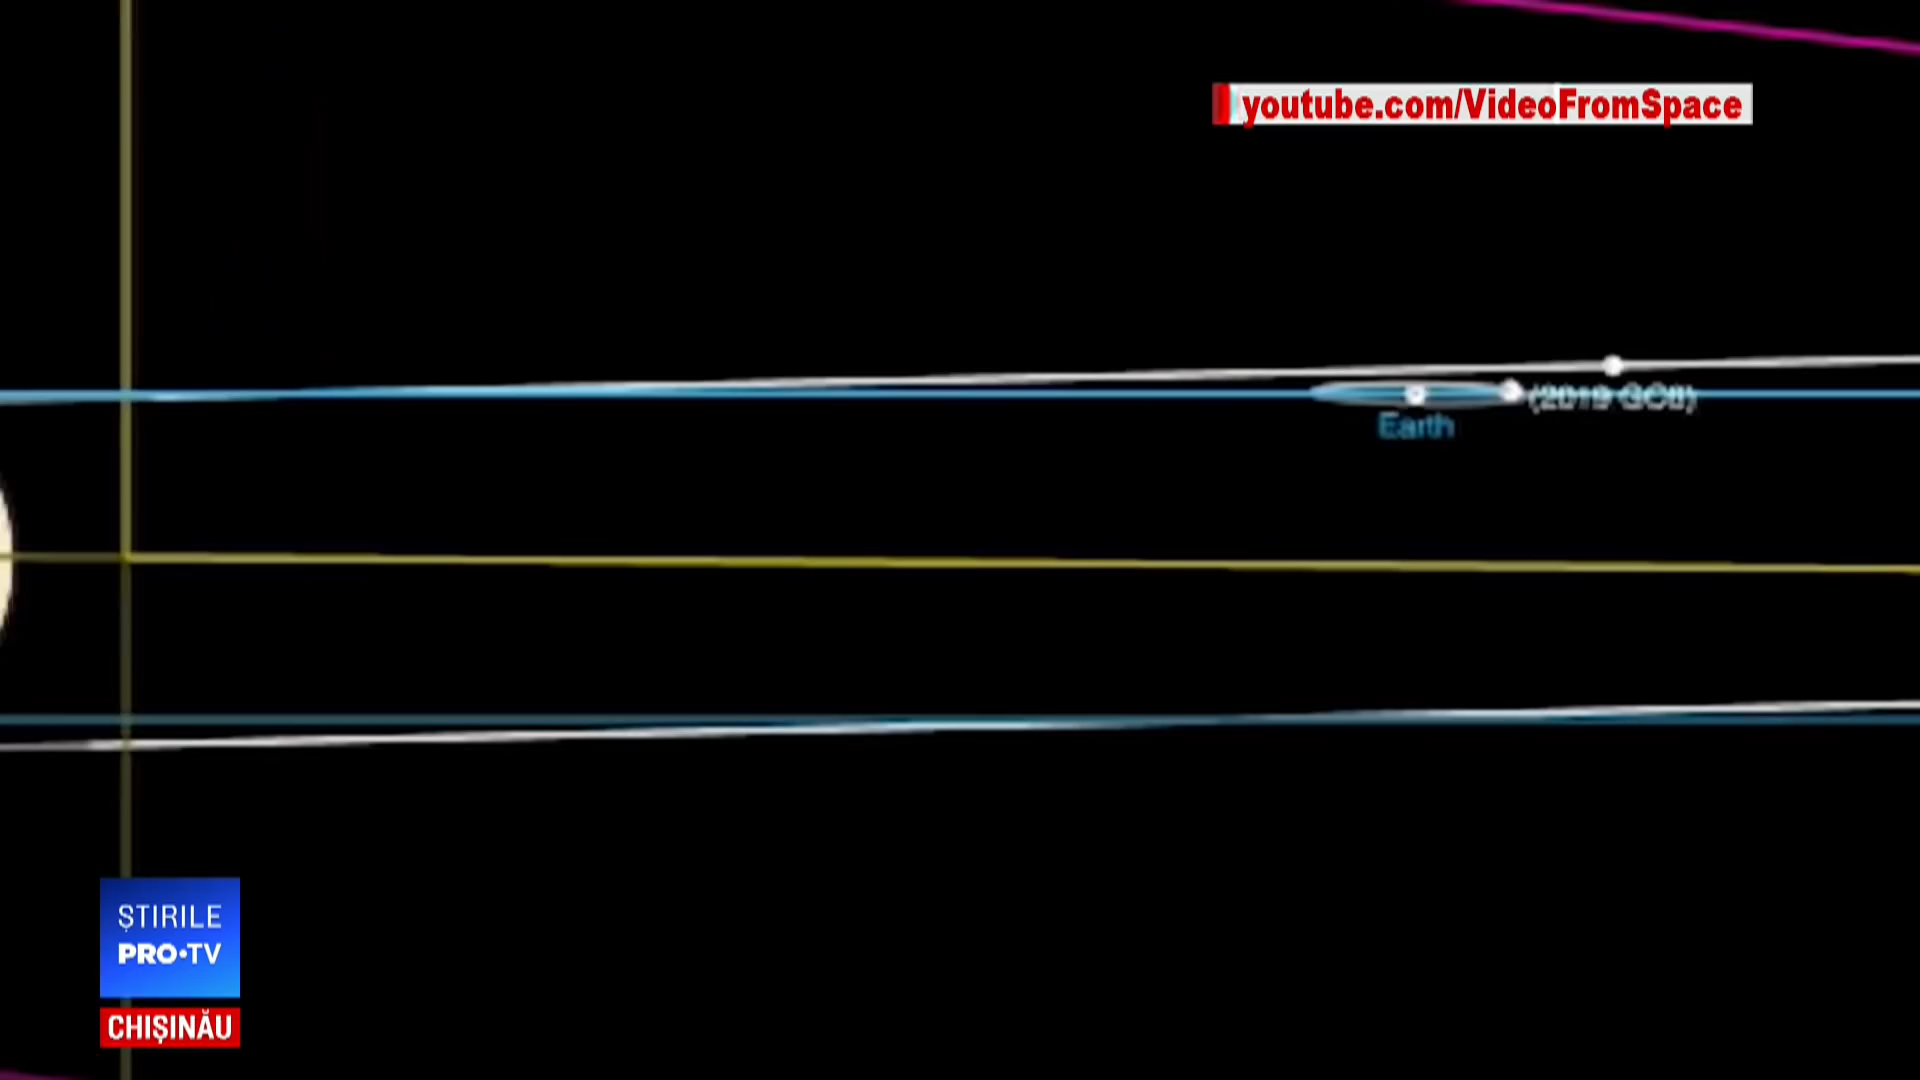 youtube.com/VideoFromSpace
(2019 GC6)
Earth
ȘTIRILE
PRO•TV
CHIȘINĂU